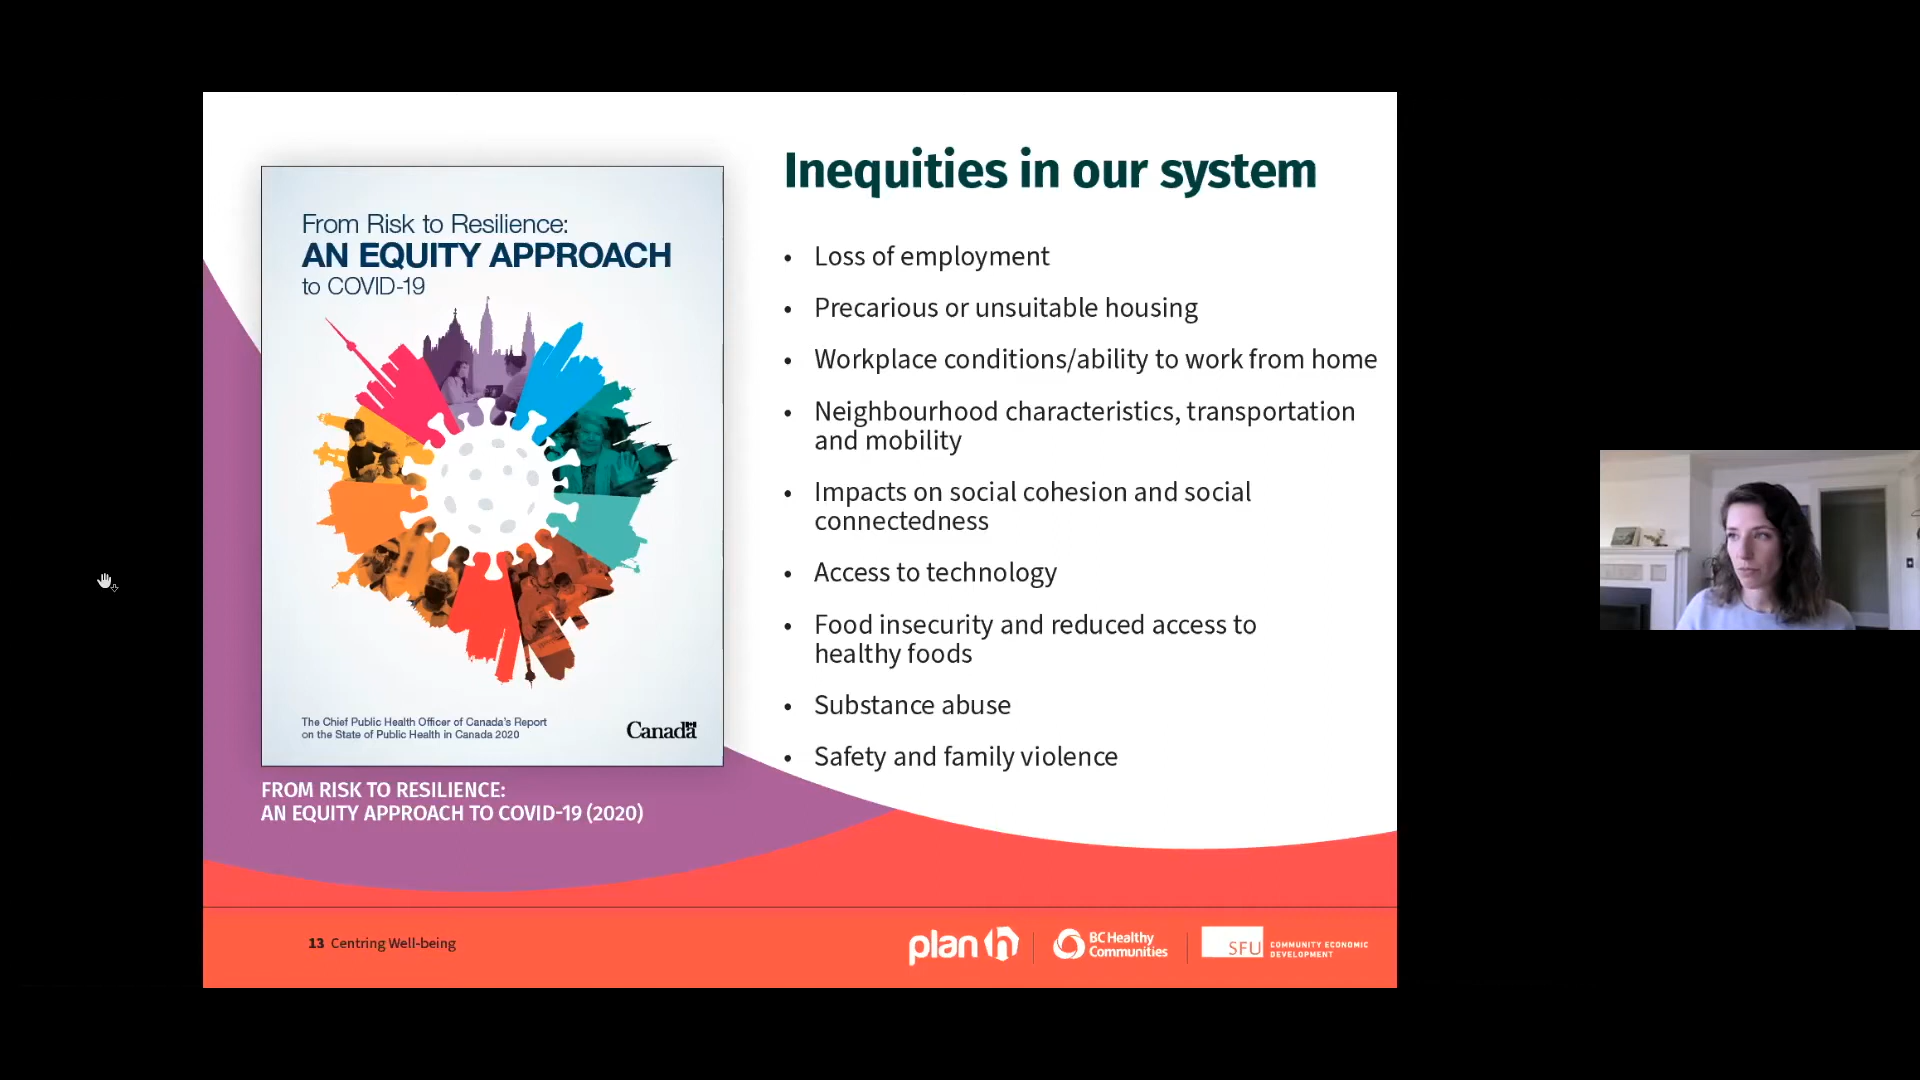 From Risk to Resilience:
AN EQUITY APPROACH
to COVID-19
The Chief Public Health Officer of Canada's Report
on the State of Public Health in Canada 2020
Canada
FROM RISK TO RESILIENCE:
AN EQUITY APPROACH TO COVID-19 (2020)
Inequities in our system
• Loss of employment
• Precarious or unsuitable housing
• Workplace conditions/ability to work from home
• Neighbourhood characteristics, transportation
and mobility
• Impacts on social cohesion and social
connectedness
• Access to technology
• Food insecurity and reduced access to
healthy foods
• Substance abuse
• Safety and family violence
13 Centring Well-being
plan h
BC Healthy
Communities
SFU
COMMUNITY ECONOMIC
DEVELOPMENT